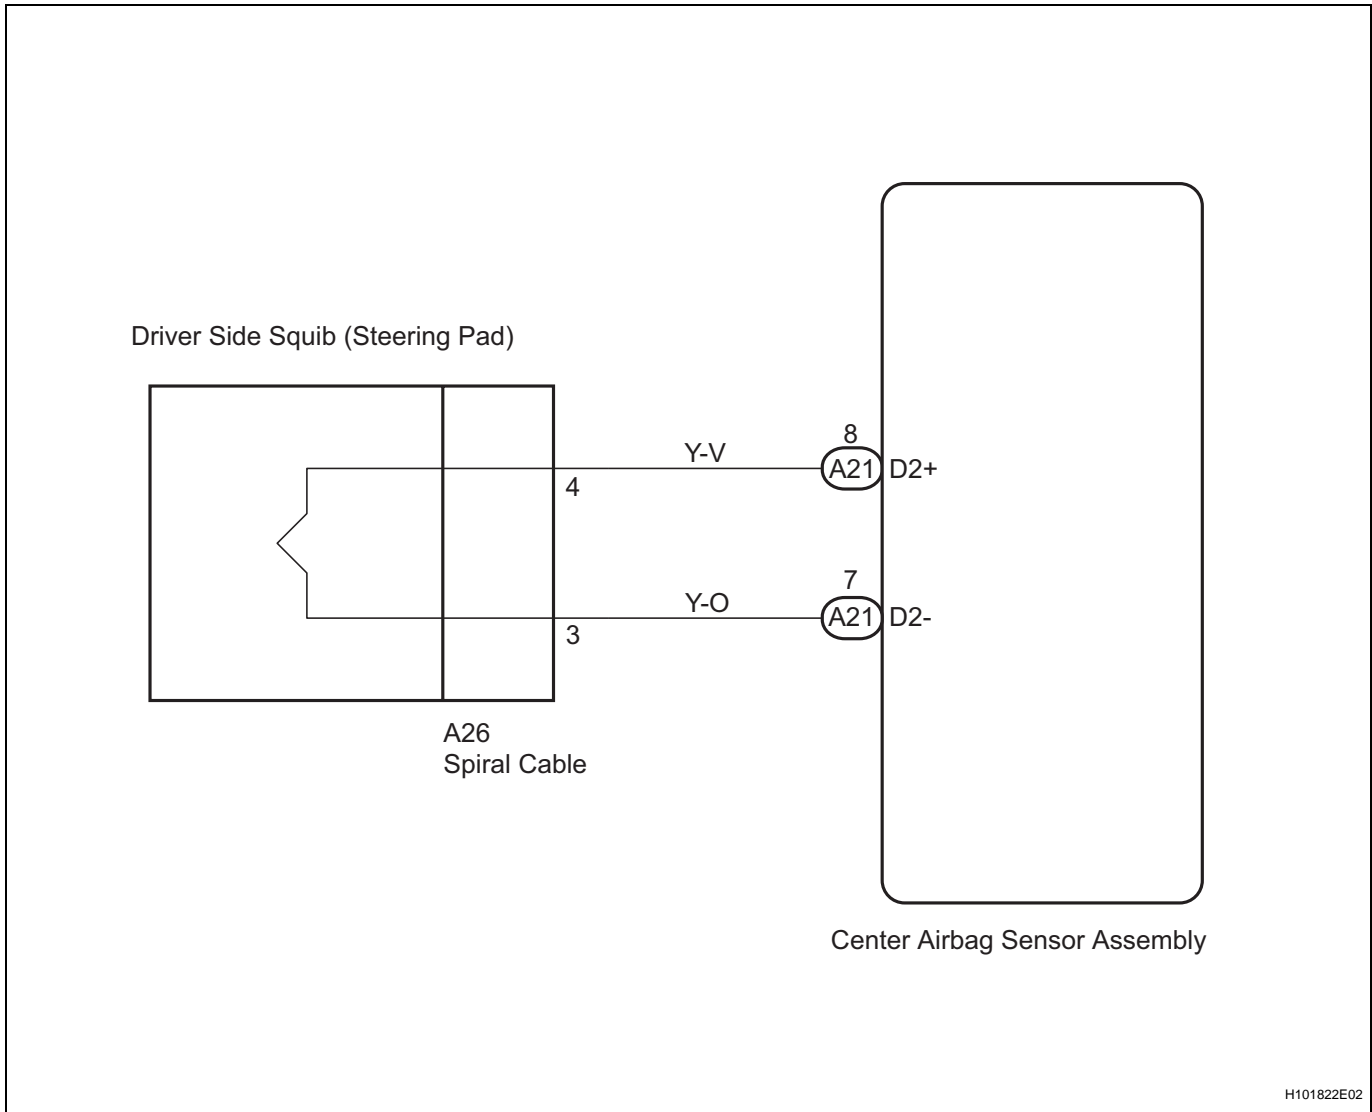 Driver Side Squib (Steering Pad)
Y-V
8
A21
D2+
4
Y-O
7
A21
D2-
3
A26
Spiral Cable
Center Airbag Sensor Assembly
H101822E02